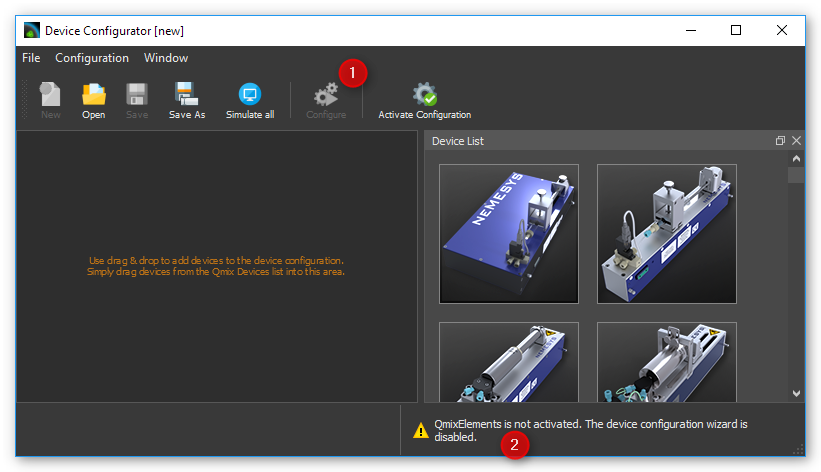 Device Configurator [new]
File Configuration Window
1
New Open Save Save As Simulate all Configure Activate Configuration
Device List
NEMESYS
Use drag & drop to add devices to the device configuration.
Simply drag devices from the Qmix Devices list into this area.
NEMESYS
QmixElements is not activated. The device configuration wizard is
disabled.
2